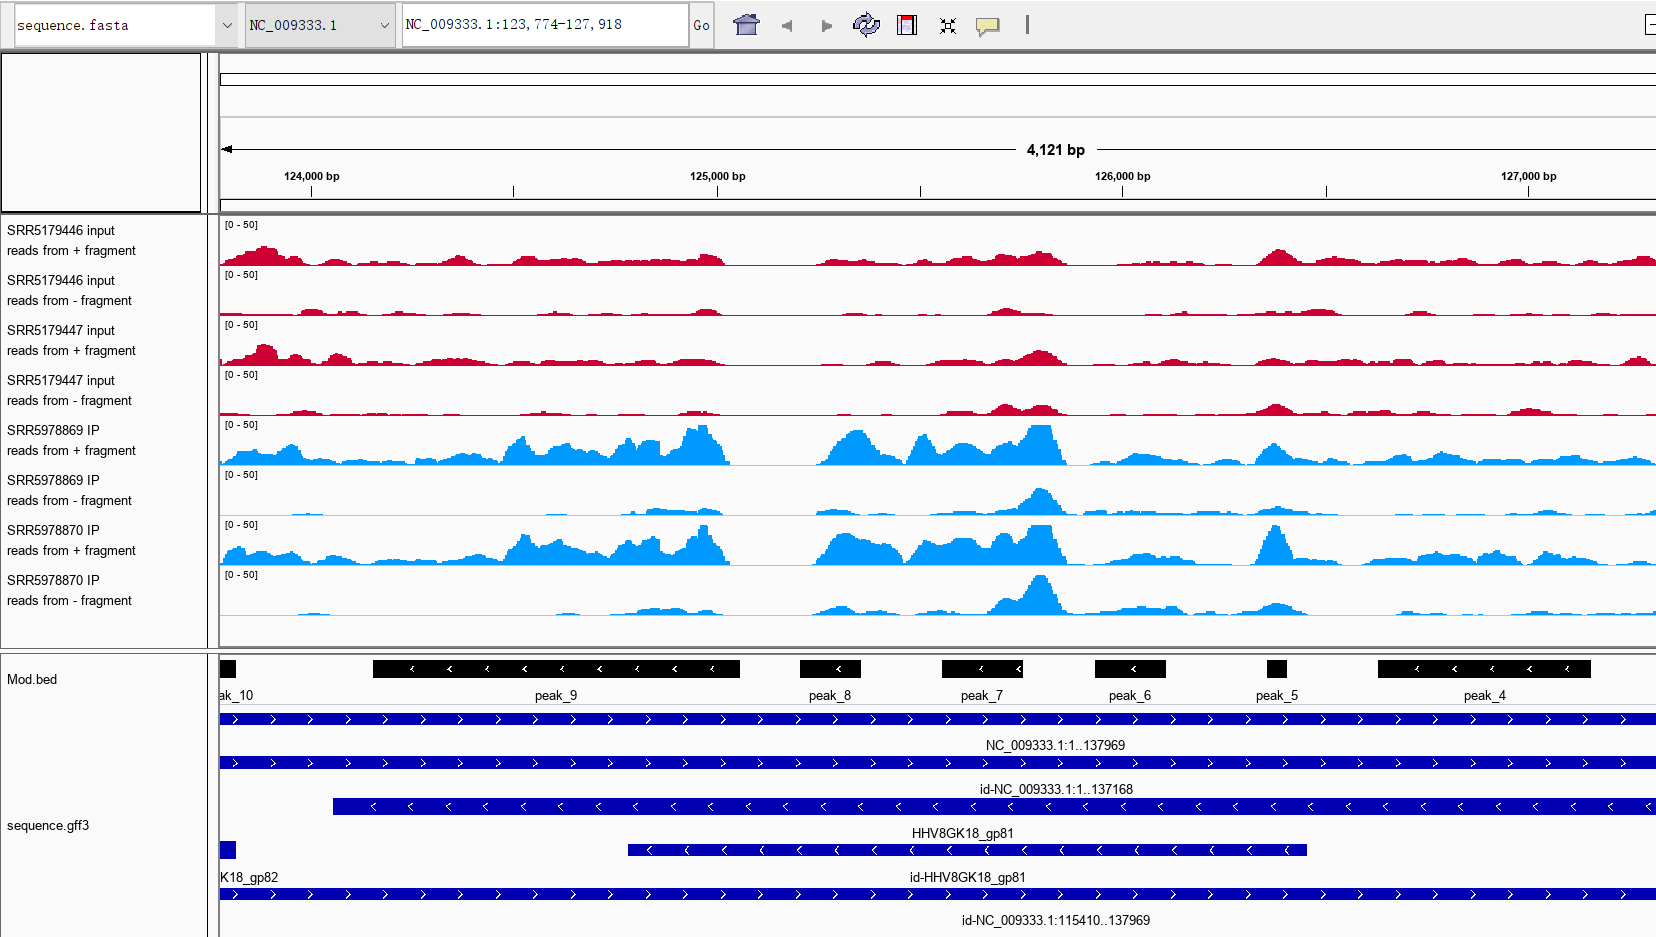 sequence.fasta NC_009333.1 NC_009333.1:123,774-127,918 Go
4,121 bp
124,000 bp 125,000 bp 126,000 bp 127,000 bp
[0 - 50]
SRR5179446 input
reads from + fragment
[0 - 50]
SRR5179446 input
reads from - fragment
[0 - 50]
SRR5179447 input
reads from + fragment
[0 - 50]
SRR5179447 input
reads from - fragment
[0 - 50]
SRR5978869 IP
reads from + fragment
[0 - 50]
SRR5978869 IP
reads from - fragment
[0 - 50]
SRR5978870 IP
reads from + fragment
[0 - 50]
SRR5978870 IP
reads from - fragment
Mod.bed
ak_10 peak_9 peak_8 peak_7 peak_6 peak_5 peak_4
NC_009333.1:1..137969
id-NC_009333.1:1..137168
sequence.gff3
HHV8GK18_gp81
K18_gp82 id-HHV8GK18_gp81
id-NC_009333.1:115410..137969